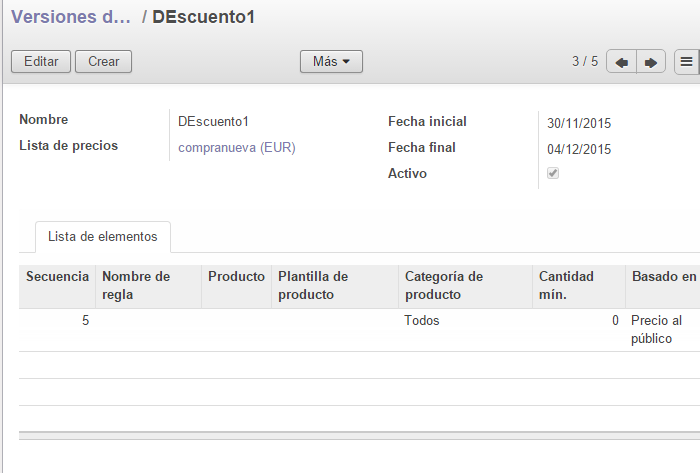 Versiones d... / DEscuento1
Editar Crear Más 3 / 5
Nombre DEscuento1 Fecha inicial 30/11/2015
Lista de precios compranueva (EUR) Fecha final 04/12/2015
Activo
Lista de elementos
Secuencia Nombre de regla Producto Plantilla de producto Categoría de producto Cantidad mín. Basado en
5 Todos 0 Precio al público